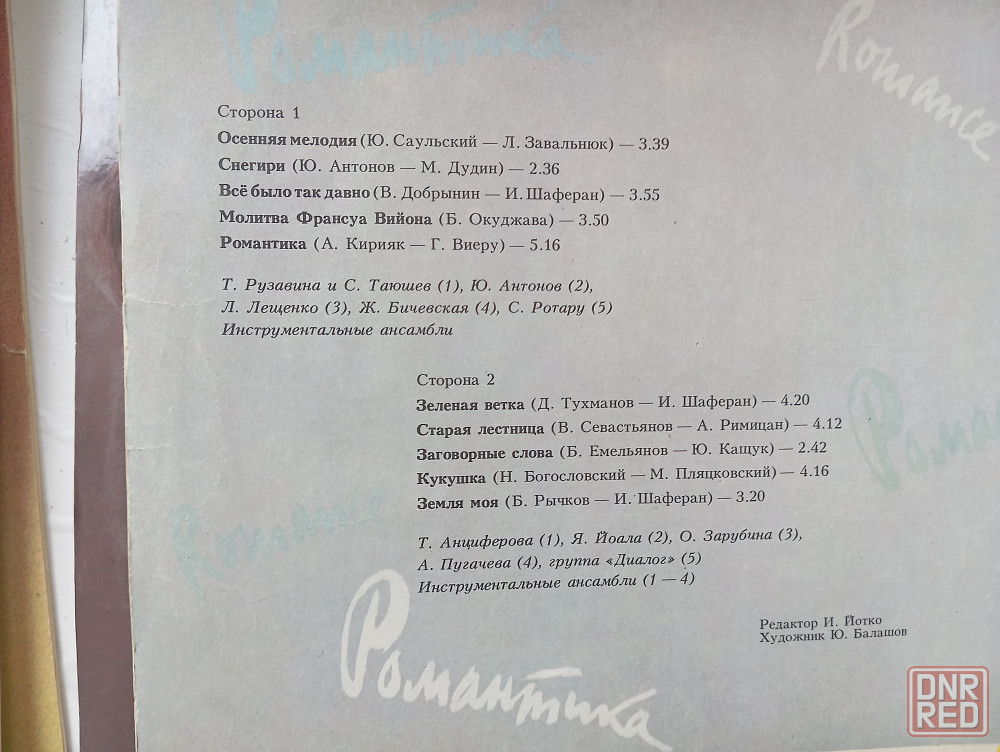 Романтика
Romance
Сторона 1
Осенняя мелодия (Ю. Саульский — Л. Завальнюк) — 3.39
Снегири (Ю. Антонов — М. Дудин) — 2.36
Всё было так давно (В. Добрынин — И. Шаферан) — 3.55
Молитва Франсуа Вийона (Б. Окуджава) — 3.50
Романтика (А. Кирияк — Г. Виеру) — 5.16
Т. Рузавина и С. Таюшев (1), Ю. Антонов (2),
Л. Лещенко (3), Ж. Бичевская (4), С. Ротару (5)
Инструментальные ансамбли
Сторона 2
Зеленая ветка (Д. Тухманов — И. Шаферан) — 4.20
Старая лестница (В. Севастьянов — А. Римицан) — 4.12
Заговорные слова (Б. Емельянов — Ю. Кащук) — 2.42
Кукушка (Н. Богословский — М. Пляцковский) — 4.16
Земля моя (Б. Рычков — И. Шаферан) — 3.20
Т. Анциферова (1), Я. Йоала (2), О. Зарубина (3),
А. Пугачева (4), группа «Диалог» (5)
Инструментальные ансамбли (1 — 4)
Романа
Romance
Редактор И. Йотко
Художник Ю. Балашов
Романтика
DNR
RED